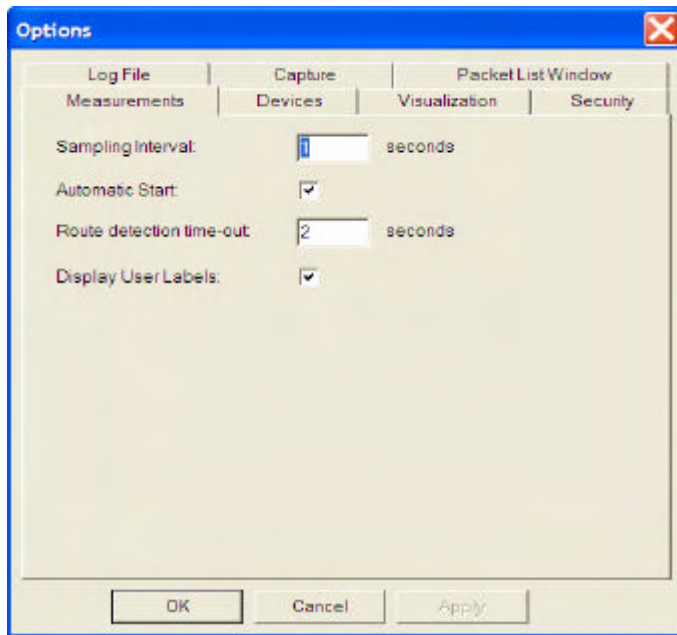 Options
Log File Capture Packet List Window
Measurements Devices Visualization Security
Sampling Interval: 1 seconds
Automatic Start:
Route detection time-out: 2 seconds
Display User Labels:
OK Cancel Apply